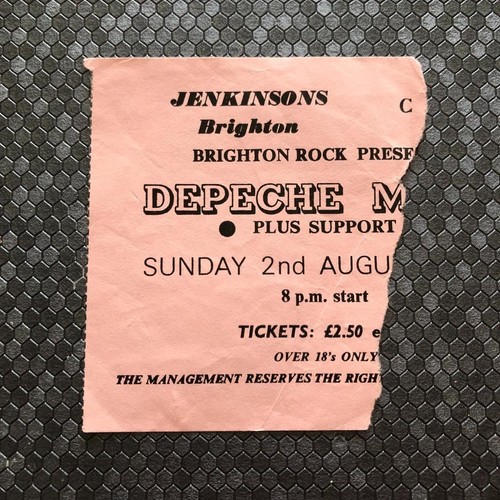 JENKINSONS
C
Brighton
BRIGHTON ROCK PRESE
DEPECHE M
● PLUS SUPPORT
SUNDAY 2nd AUGU
8 p.m. start
TICKETS: £2.50 e
OVER 18's ONLY
THE MANAGEMENT RESERVES THE RIGH